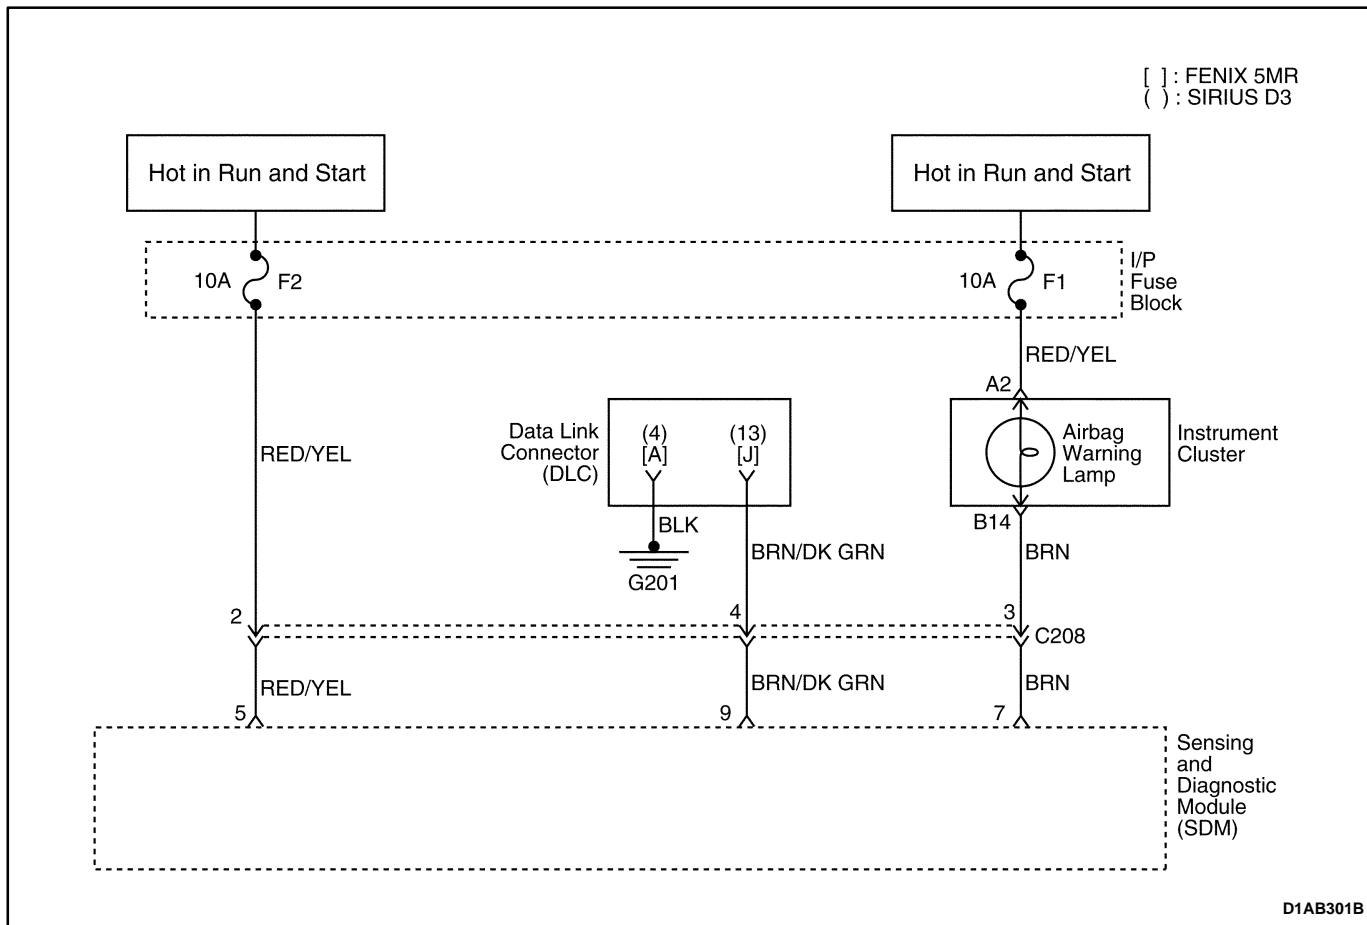 [ ] : FENIX 5MR
( ) : SIRIUS D3
Hot in Run and Start
Hot in Run and Start
10A
F2
10A
F1
I/P
Fuse
Block
RED/YEL
A2
RED/YEL
Data Link
Connector
(DLC)
(4)
[A]
(13)
[J]
Airbag
Warning
Lamp
Instrument
Cluster
BLK
B14
G201
BRN/DK GRN
BRN
2
4
3
C208
RED/YEL
BRN/DK GRN
BRN
5
9
7
Sensing
and
Diagnostic
Module
(SDM)
D1AB301B